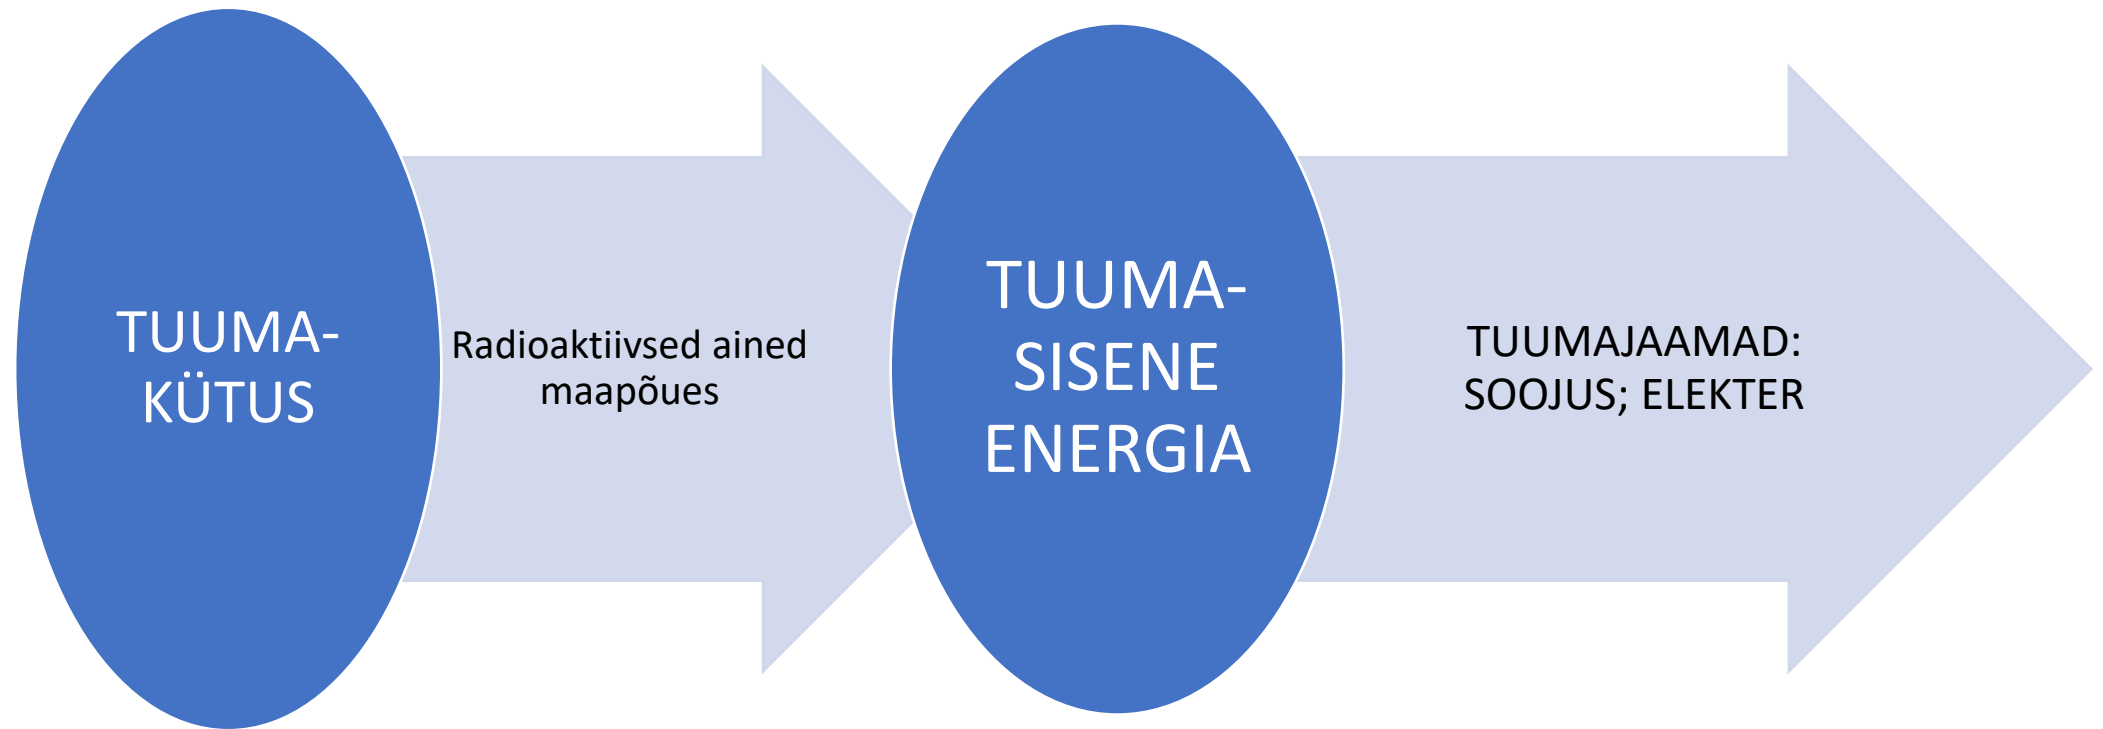 TUUMA-
KÜTUS
Radioaktiivsed ained
maapõues
TUUMA-
SISENE
ENERGIA
TUUMAJAAMAD:
SOOJUS; ELEKTER